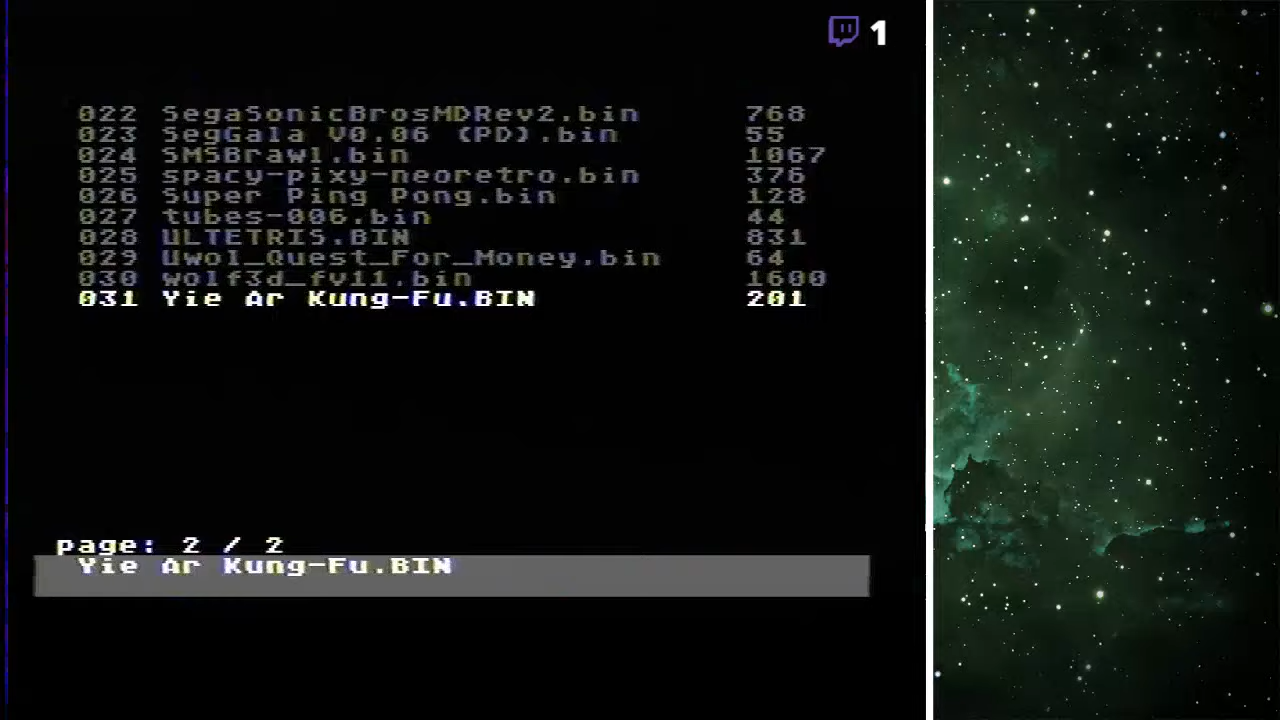 1
022 SegaSonicBrosMDRev2.bin 768
023 SegGala V0.06 (PD).bin 55
024 SMSBrawl.bin 1067
025 spacy-pixy-neoretro.bin 376
026 Super Ping Pong.bin 128
027 tubes-006.bin 44
028 ULTETRIS.BIN 831
029 Uwol_Quest_For_Money.bin 64
030 wolf3d_fv11.bin 1600
031 Yie Ar Kung-Fu.BIN 201
page: 2 / 2
Yie Ar Kung-Fu.BIN